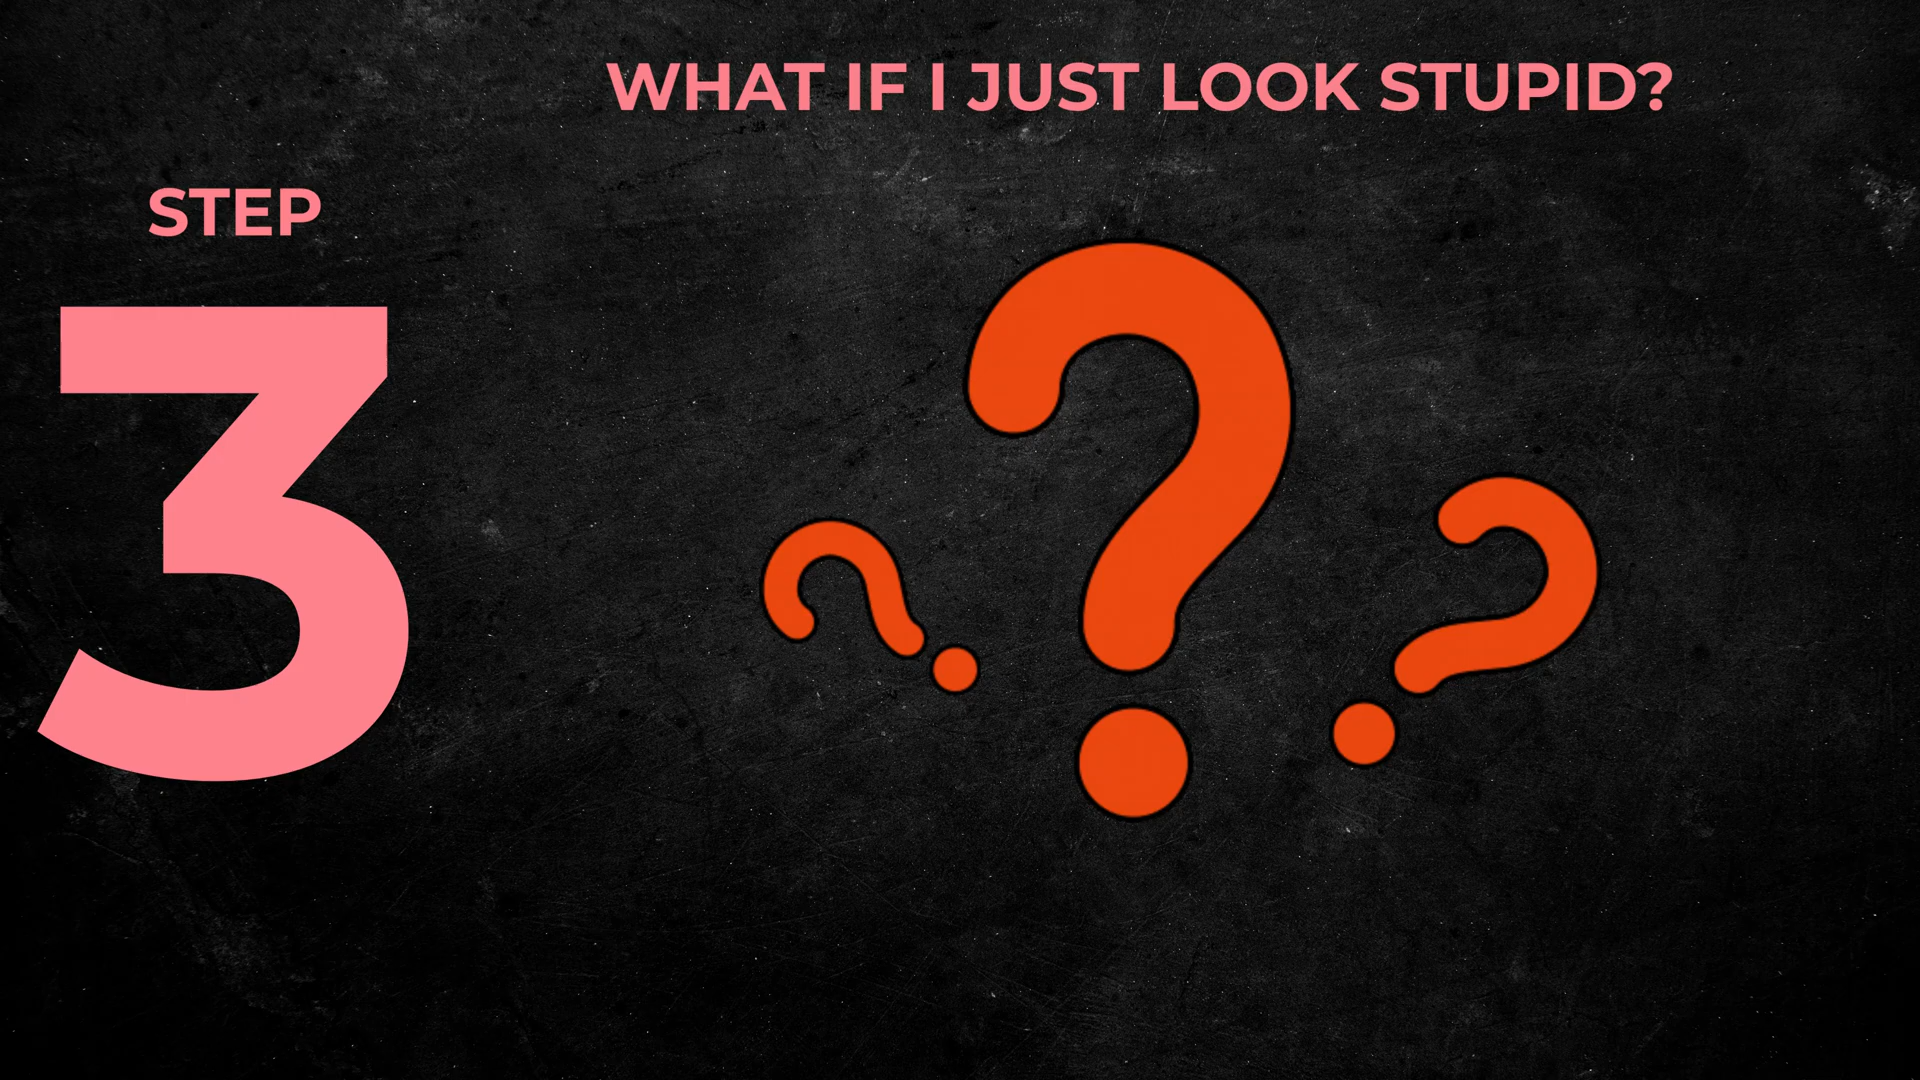 WHAT IF I JUST LOOK STUPID?
STEP
3
? ? ?